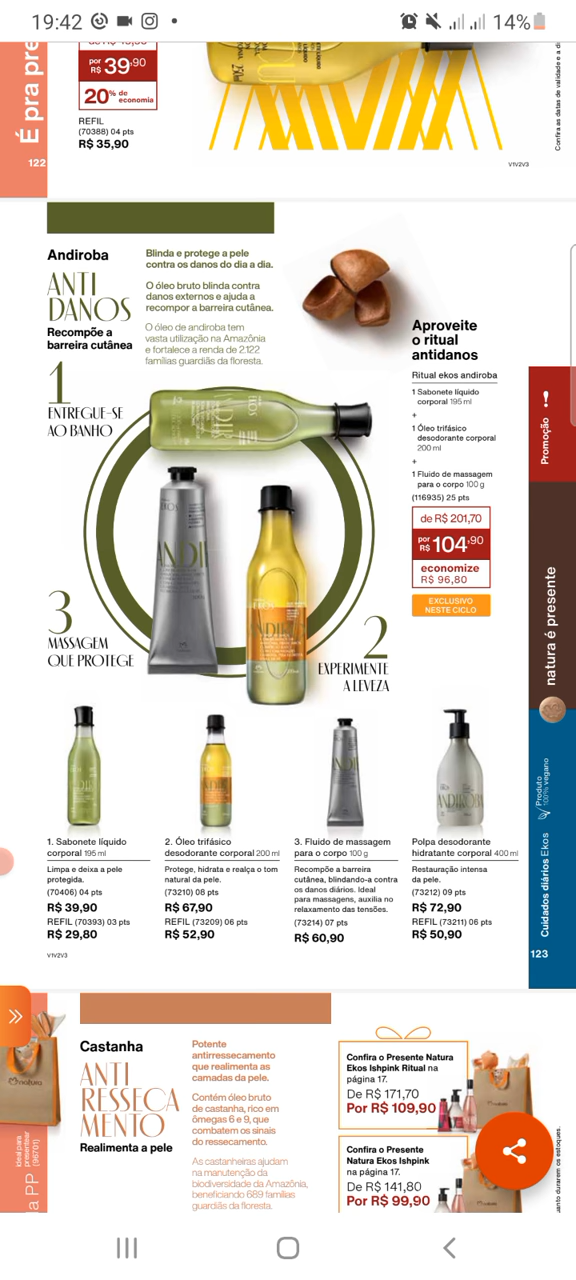 19:42
14%
É pra pre
por
R$ 39,90
20% de
economia
REFIL
(70388) 04 pts
R$ 35,90
122
V1V2V3
Confira as datas de validade e a di
Andiroba
ANTI
DANOS
Recompõe a
barreira cutânea
Blinda e protege a pele
contra os danos do dia a dia.
O óleo bruto blinda contra
danos externos e ajuda a
recompor a barreira cutânea.
O óleo de andiroba tem
vasta utilização na Amazônia
e fortalece a renda de 2.122
famílias guardiãs da floresta.
1
ENTREGUE-SE
AO BANHO
3
MASSAGEM
QUE PROTEGE
2
EXPERIMENTE
A LEVEZA
Aproveite
o ritual
antidanos
Ritual ekos andiroba
1 Sabonete líquido
corporal 195 ml
+
1 Óleo trifásico
desodorante corporal
200 ml
+
1 Fluido de massagem
para o corpo 100 g
(116935) 25 pts
de R$ 201,70
por
R$ 104,90
economize
R$ 96,80
EXCLUSIVO
NESTE CICLO
Promoção !
natura é presente
Produto
100% vegano
Cuidados diários Ekos
123
1. Sabonete líquido
corporal 195 ml
Limpa e deixa a pele
protegida.
(70406) 04 pts
R$ 39,90
REFIL (70393) 03 pts
R$ 29,80
2. Óleo trifásico
desodorante corporal 200 ml
Protege, hidrata e realça o tom
natural da pele.
(73210) 08 pts
R$ 67,90
REFIL (73209) 06 pts
R$ 52,90
3. Fluido de massagem
para o corpo 100 g
Recompõe a barreira
cutânea, blindando-a contra
os danos diários. Ideal
para massagens, auxilia no
relaxamento das tensões.
(73214) 07 pts
R$ 60,90
Polpa desodorante
hidratante corporal 400 ml
Restauração intensa
da pele.
(73212) 09 pts
R$ 72,90
REFIL (73211) 06 pts
R$ 50,90
V1V2V3
natura
ideal para
presentear
(96701)
a PP
Castanha
ANTI
RESSECA
MENTO
Realimenta a pele
Potente
antirressecamento
que realimenta as
camadas da pele.
Contém óleo bruto
de castanha, rico em
ômegas 6 e 9, que
combatem os sinais
do ressecamento.
As castanheiras ajudam
na manutenção da
biodiversidade da Amazônia,
beneficiando 689 famílias
guardiãs da floresta.
Confira o Presente Natura
Ekos Ishpink Ritual na
página 17.
De R$ 171,70
Por R$ 109,90
Confira o Presente
Natura Ekos Ishpink
na página 17.
De R$ 141,80
Por R$ 99,90
natura
anto durarem os estoques.